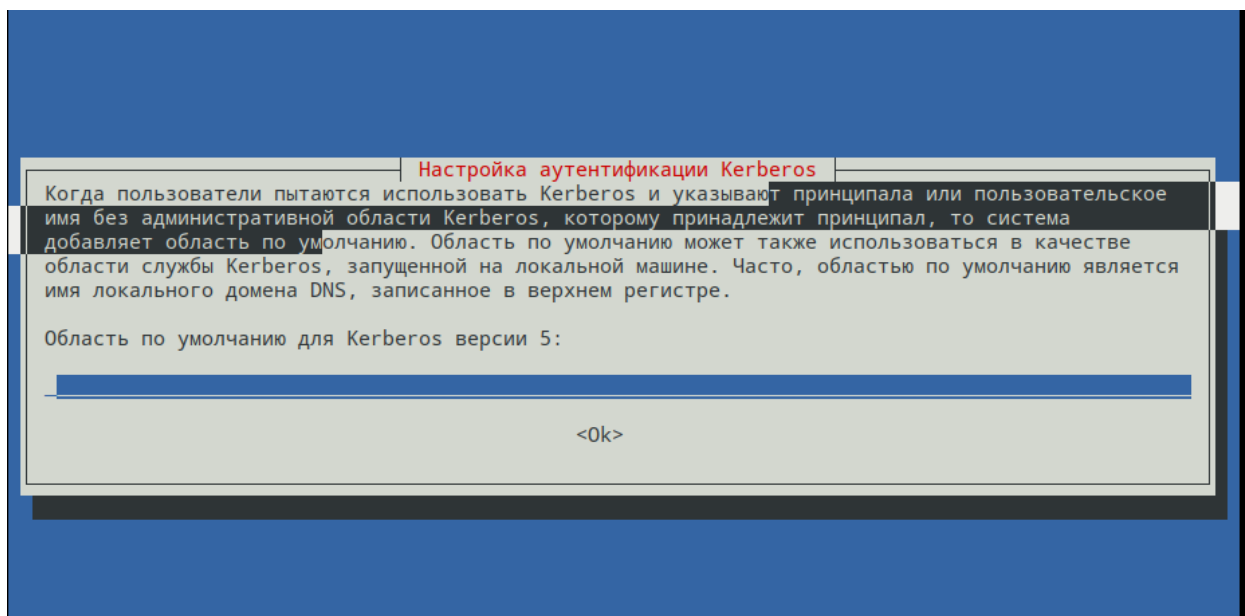 Настройка аутентификации Kerberos
Когда пользователи пытаются использовать Kerberos и указывают принципала или пользовательское
имя без административной области Kerberos, которому принадлежит принципал, то система
добавляет область по умолчанию. Область по умолчанию может также использоваться в качестве
области службы Kerberos, запущенной на локальной машине. Часто, областью по умолчанию является
имя локального домена DNS, записанное в верхнем регистре.
Область по умолчанию для Kerberos версии 5:
<Ok>